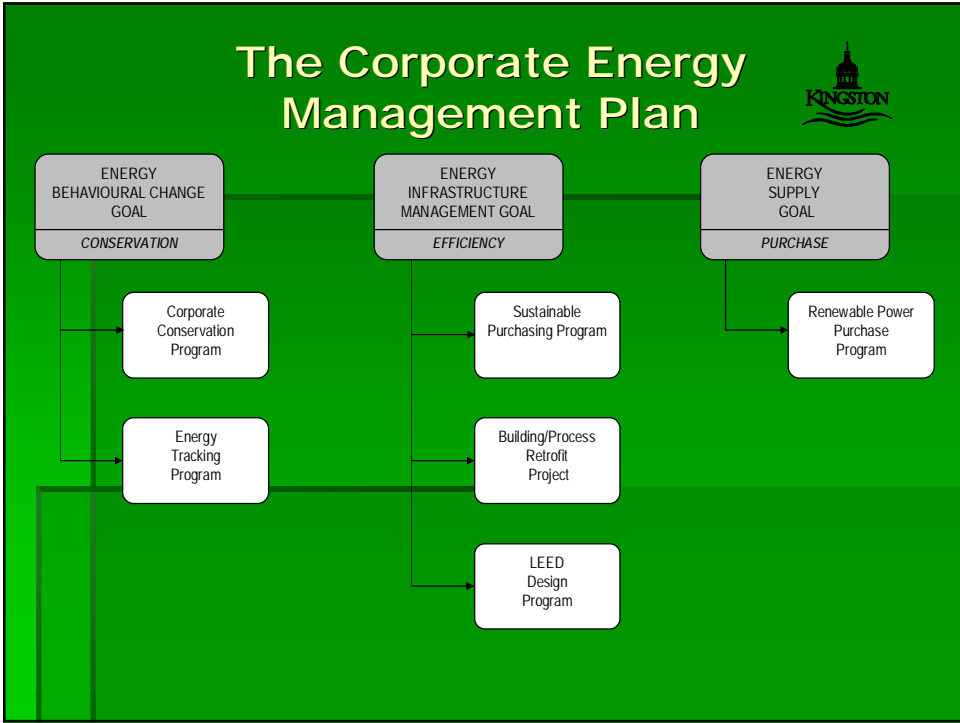 The Corporate Energy
Management Plan
KINGSTON
ENERGY
BEHAVIOURAL CHANGE
GOAL
CONSERVATION
Corporate
Conservation
Program
Energy
Tracking
Program
ENERGY
INFRASTRUCTURE
MANAGEMENT GOAL
EFFICIENCY
Sustainable
Purchasing Program
Building/Process
Retrofit
Project
LEED
Design
Program
ENERGY
SUPPLY
GOAL
PURCHASE
Renewable Power
Purchase
Program